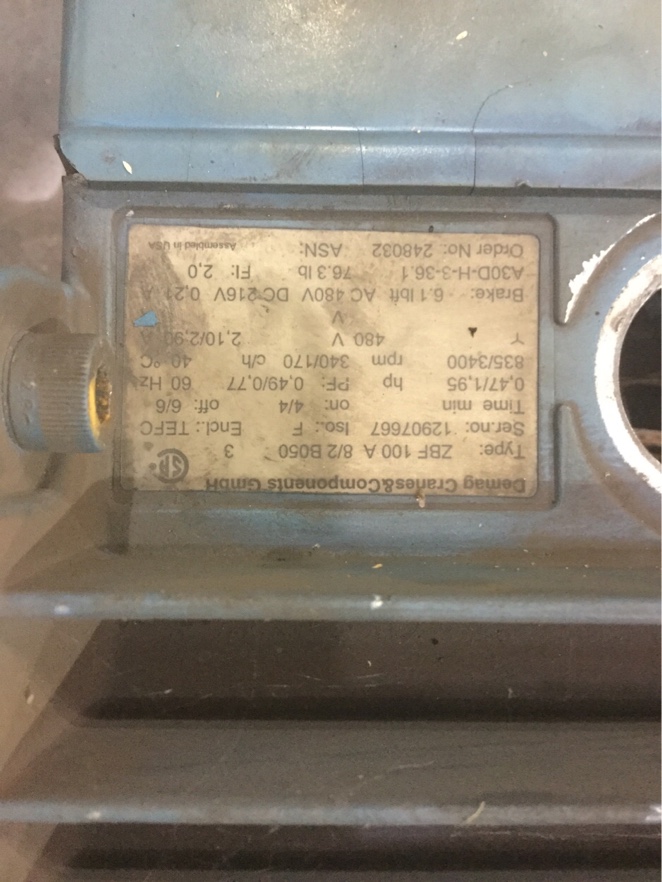 Demag Cranes&Components GmbH
Type: ZBF 100 A 8/2 B050 3
Ser.no: 12907667 Iso.: F Encl.: TEFC
Time min on: 4/4 off: 6/6
0,47/1,95 hp PF: 0,49/0,77 60 Hz
835/3400 rpm 340/170 c/h 40 °C
Y 480 V 2,10/2,90 A
V
Brake: 6.1 lbft AC 480V DC 216V 0,21 A
A30D-H-3-36.1 76.3 lb FI: 2,0
Order No: 248032 ASN:
Assembled in USA